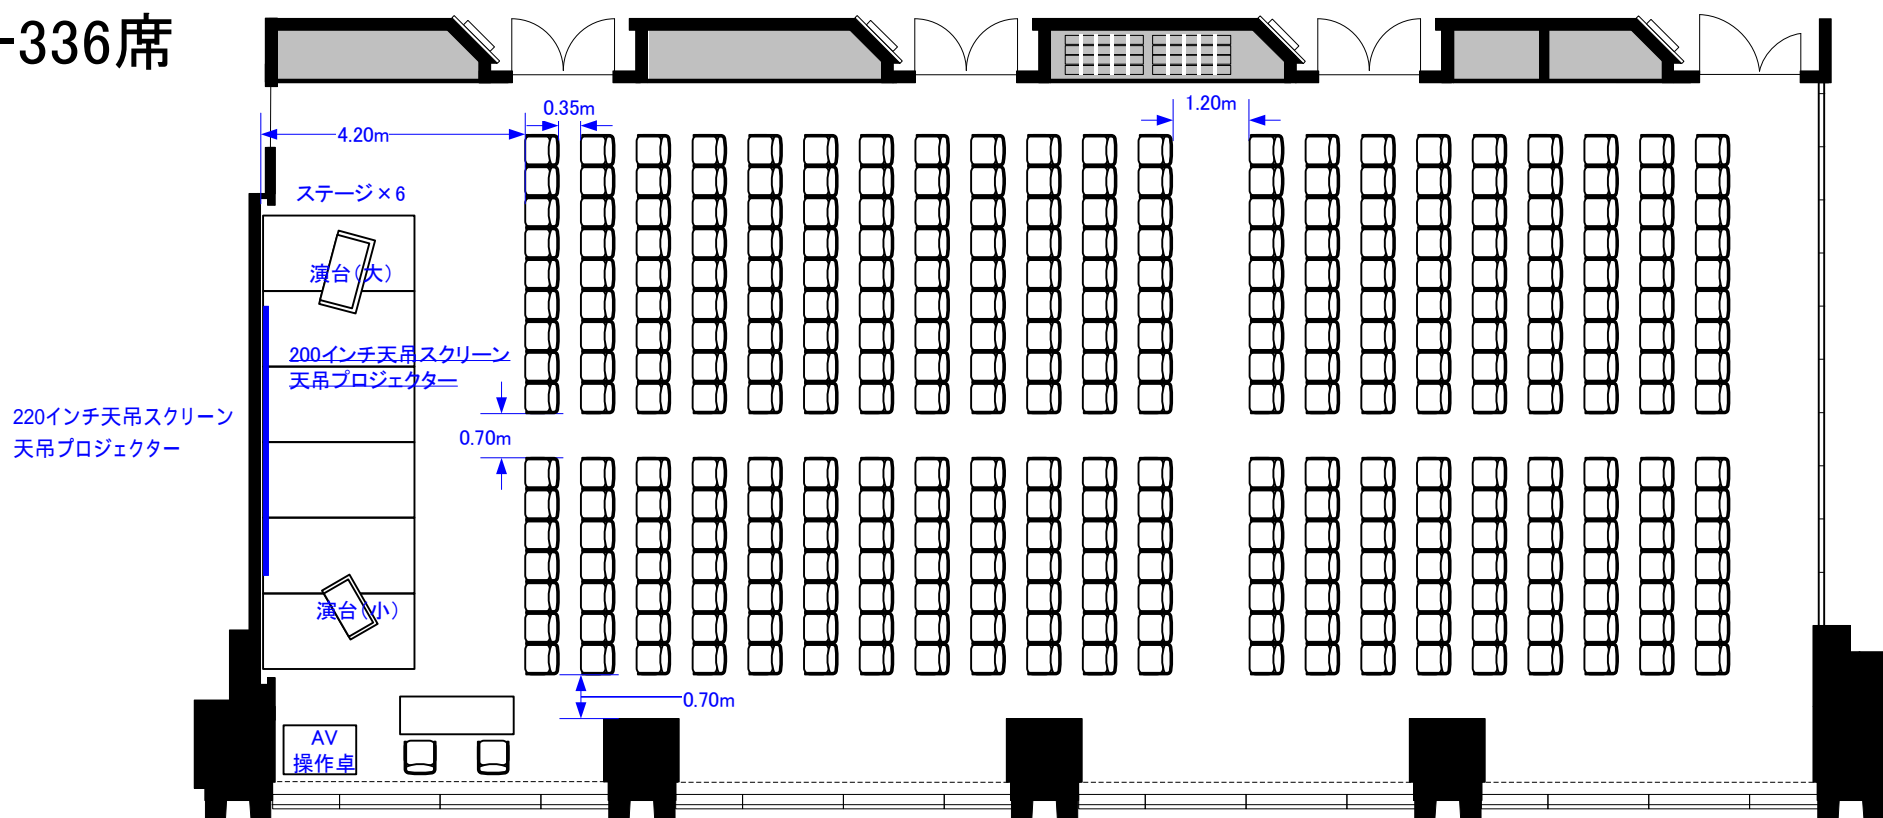 -336席
0.35m
1.20m
4.20m
ステージ×6
演台(大)
200インチ天吊スクリーン
天吊プロジェクター
220インチ天吊スクリーン
天吊プロジェクター
0.70m
演台(小)
0.70m
AV
操作卓